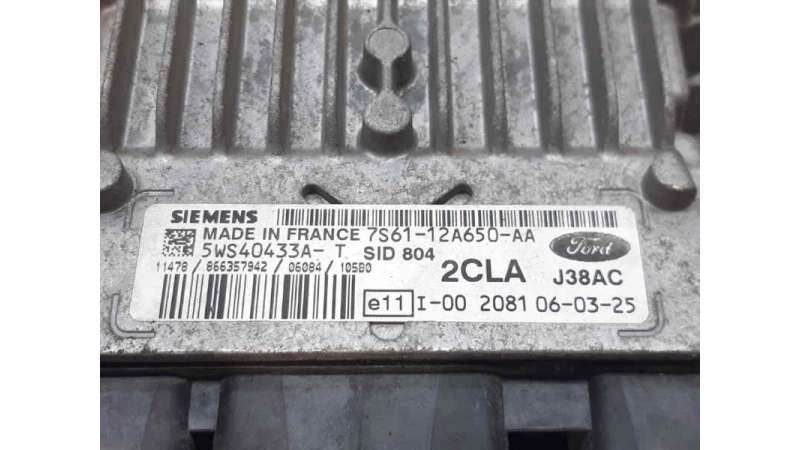 SIEMENS
MADE IN FRANCE 7S61-12A650-AA
5WS40433A- T SID 804
11478 / 866357942 / 06084 / 105B0
2CLA J38AC
Ford
e11 I-00 2081 06-03-25